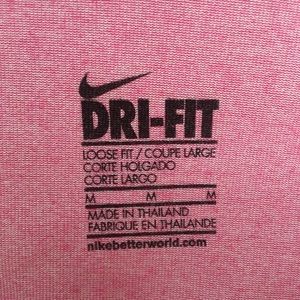 DRI-FIT
LOOSE FIT / COUPE LARGE
CORTE HOLGADO
CORTE LARGO
M M M
MADE IN THAILAND
FABRIQUE EN THAILANDE
nikebetterworld.com